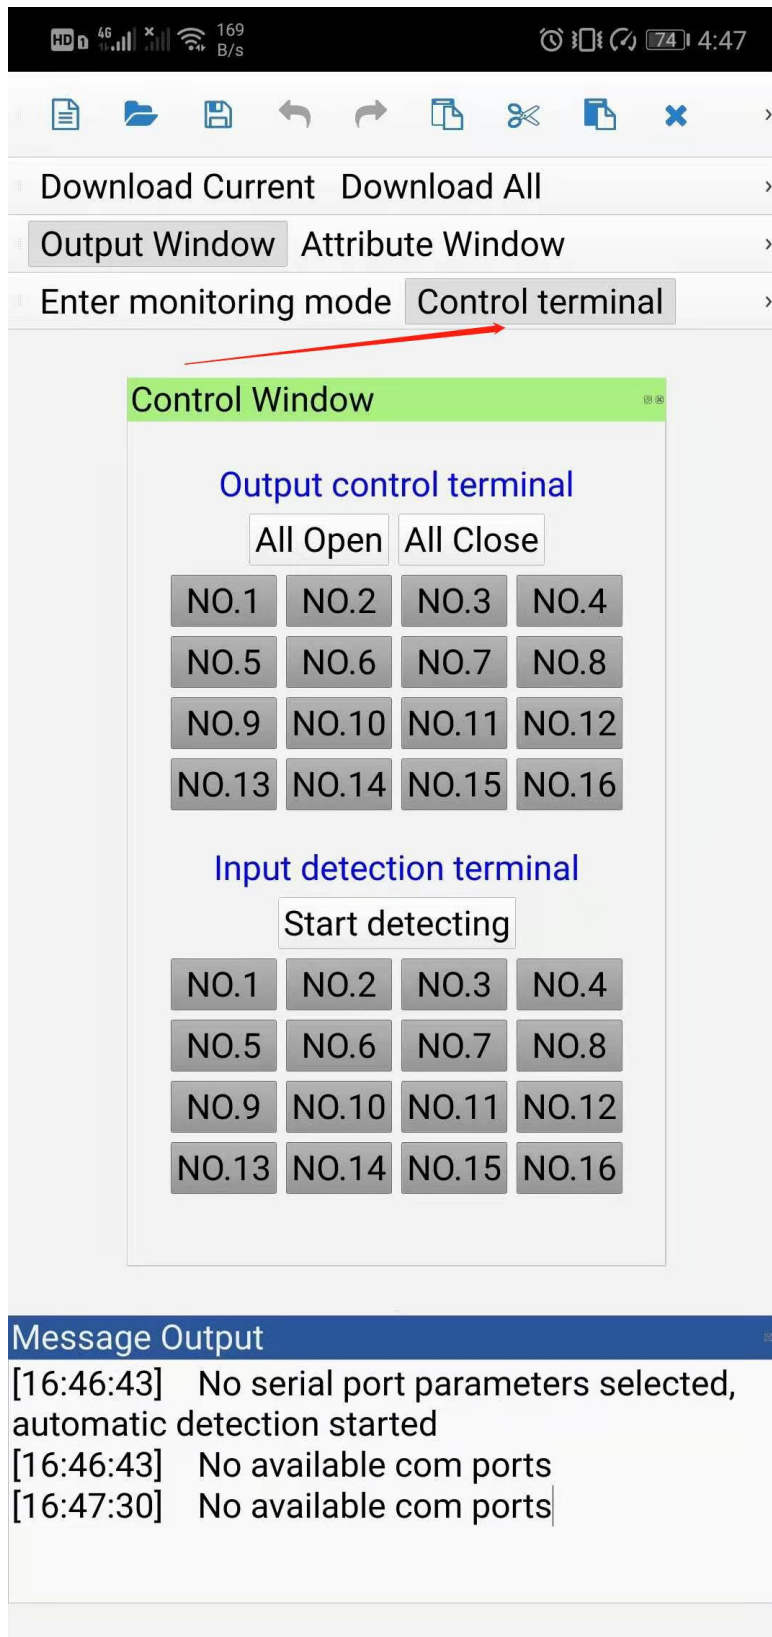 HD 1 4G 169 B/s 74 4:47
Download Current Download All
Output Window Attribute Window
Enter monitoring mode Control terminal
Control Window
Output control terminal
All Open All Close
NO.1 NO.2 NO.3 NO.4
NO.5 NO.6 NO.7 NO.8
NO.9 NO.10 NO.11 NO.12
NO.13 NO.14 NO.15 NO.16
Input detection terminal
Start detecting
NO.1 NO.2 NO.3 NO.4
NO.5 NO.6 NO.7 NO.8
NO.9 NO.10 NO.11 NO.12
NO.13 NO.14 NO.15 NO.16
Message Output
[16:46:43] No serial port parameters selected,
automatic detection started
[16:46:43] No available com ports
[16:47:30] No available com ports